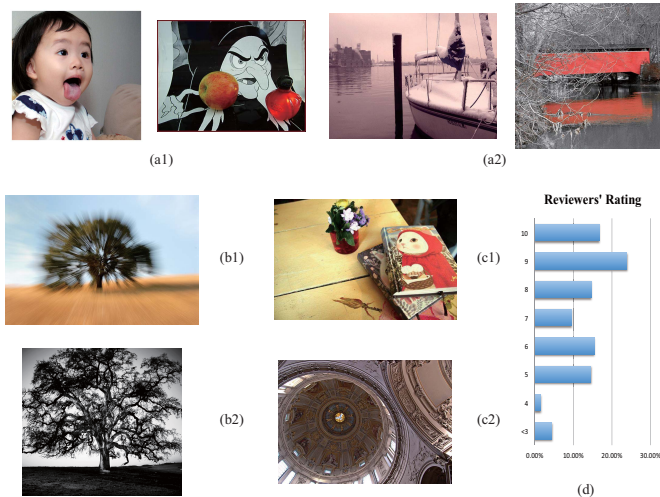 (a1)
(a2)
Reviewers' Rating
(b1)
(c1)
10
9
8
7
6
5
4
<3
0.00% 10.00% 20.00% 30.00%
(b2)
(c2)
(d)